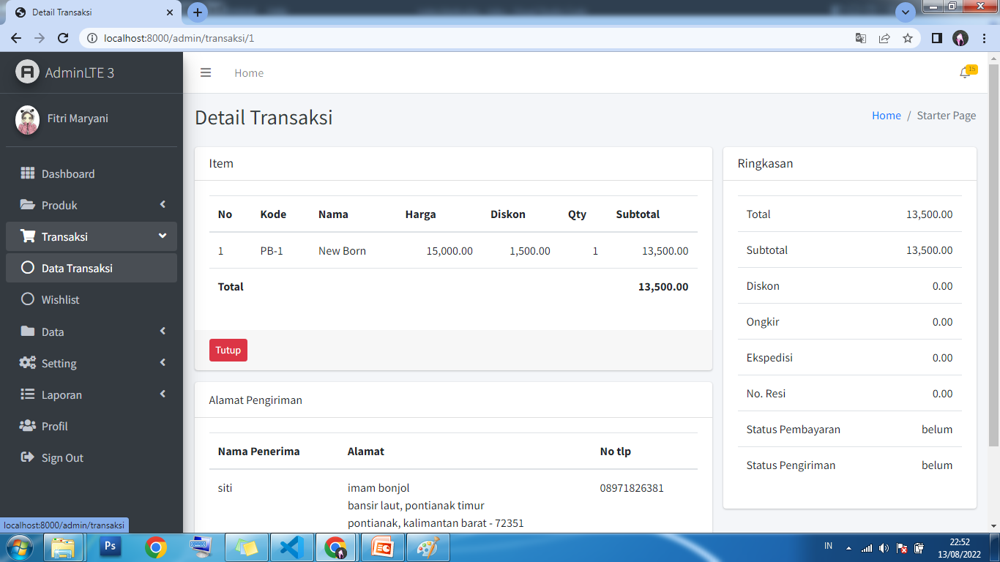 Detail Transaksi
localhost:8000/admin/transaksi/1
AdminLTE 3
Home
15
Fitri Maryani
Detail Transaksi
Home / Starter Page
Dashboard
Produk
Transaksi
Data Transaksi
Wishlist
Data
Setting
Laporan
Profil
Sign Out
Item
No Kode Nama Harga Diskon Qty Subtotal
1 PB-1 New Born 15,000.00 1,500.00 1 13,500.00
Total 13,500.00
Tutup
Ringkasan
Total 13,500.00
Subtotal 13,500.00
Diskon 0.00
Ongkir 0.00
Ekspedisi 0.00
No. Resi 0.00
Status Pembayaran belum
Status Pengiriman belum
Alamat Pengiriman
Nama Penerima Alamat No tlp
siti imam bonjol 08971826381
bansir laut, pontianak timur
pontianak, kalimantan barat - 72351
localhost:8000/admin/transaksi
Ps
IN
22:52
13/08/2022